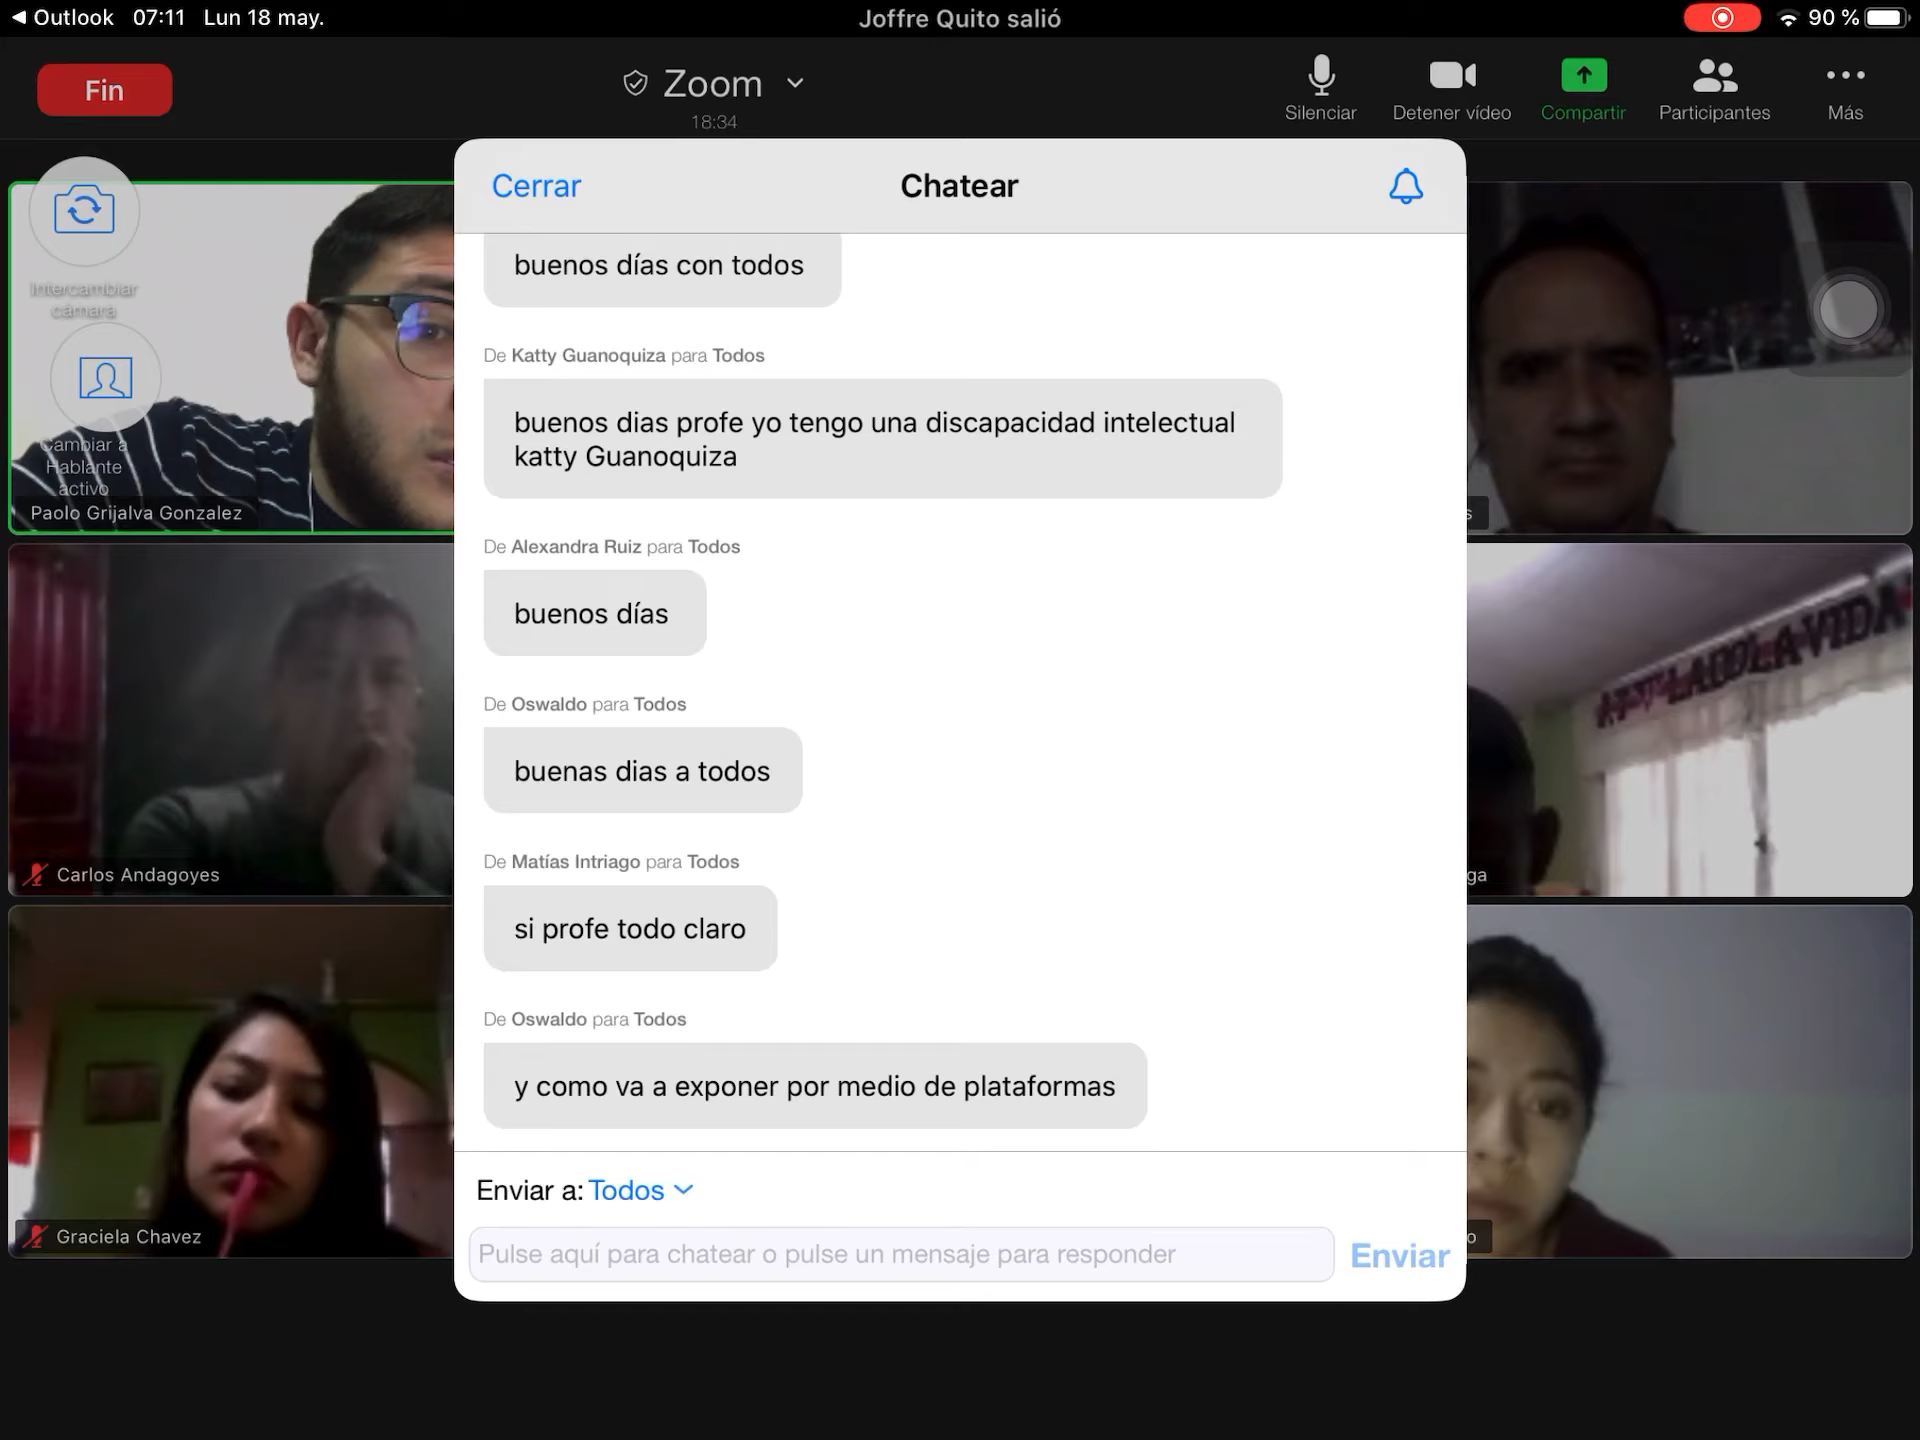 Outlook 07:11 Lun 18 may.
Joffre Quito salió
90 %
Fin
Zoom
18:34
Silenciar
Detener vídeo
Compartir
Participantes
Más
Cerrar
Chatear
buenos días con todos
De Katty Guanoquiza para Todos
buenos dias profe yo tengo una discapacidad intelectual
katty Guanoquiza
De Alexandra Ruiz para Todos
buenos días
De Oswaldo para Todos
buenas dias a todos
De Matías Intriago para Todos
si profe todo claro
De Oswaldo para Todos
y como va a exponer por medio de plataformas
Enviar a: Todos
Pulse aquí para chatear o pulse un mensaje para responder
Enviar
Intercambiar
cámara
Cambiar a
Hablante
activo
Paolo Grijalva Gonzalez
Carlos Andagoyes
Graciela Chavez
s
ga
o
LA VIDA